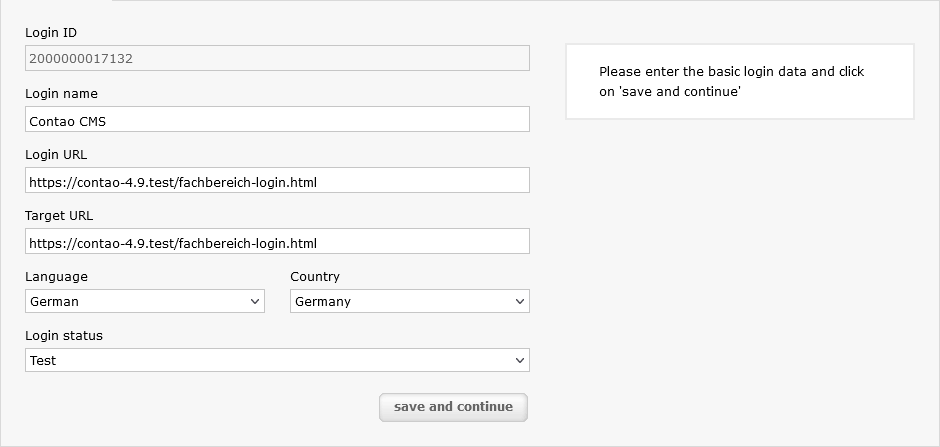 Login ID
2000000017132
Please enter the basic login data and click
on 'save and continue'
Login name
Contao CMS
Login URL
https://contao-4.9.test/fachbereich-login.html
Target URL
https://contao-4.9.test/fachbereich-login.html
Language Country
German Germany
Login status
Test
save and continue